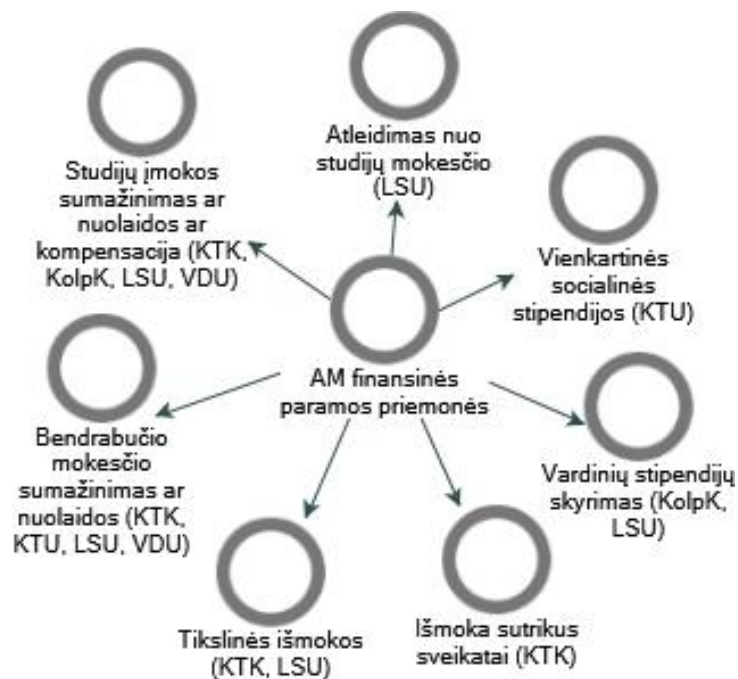 Atleidimas nuo
studijų mokesčio
(LSU)
Studijų įmokos
sumažinimas ar
nuolaidos ar
kompensacija (KTK,
KolpK, LSU, VDU)
Vienkartinės
socialinės
stipendijos (KTU)
AM finansinės
paramos priemonės
Bendrabučio
mokesčio
sumažinimas ar
nuolaidos (KTK,
KTU, LSU, VDU)
Vardinių stipendijų
skyrimas (KolpK,
LSU)
Tikslinės išmokos
(KTK, LSU)
Išmoka sutrikus
sveikatai (KTK)